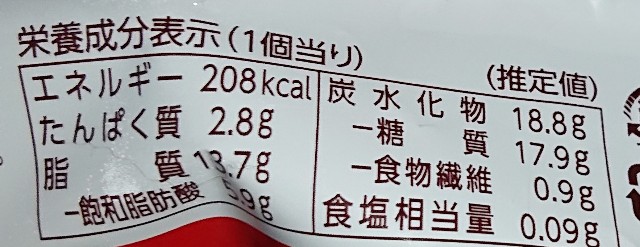 栄養成分表示(1個当り)
(推定値)
エネルギー 208kcal
たんぱく質 2.8g
脂質 13.7g
-飽和脂肪酸 5.9g
炭水化物 18.8g
-糖質 17.9g
-食物繊維 0.9g
食塩相当量 0.09g